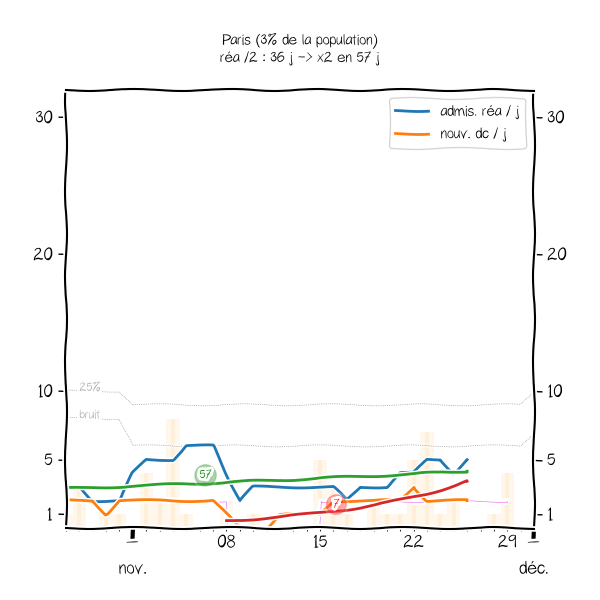 Paris (3% de la population)
réa /2 : 36 j -> x2 en 57 j
admis. réa / j
nouv. dc / j
30
30
20
20
10
10
25%
bruit
5
5
1
1
57
7
08
15
22
29
nov.
déc.